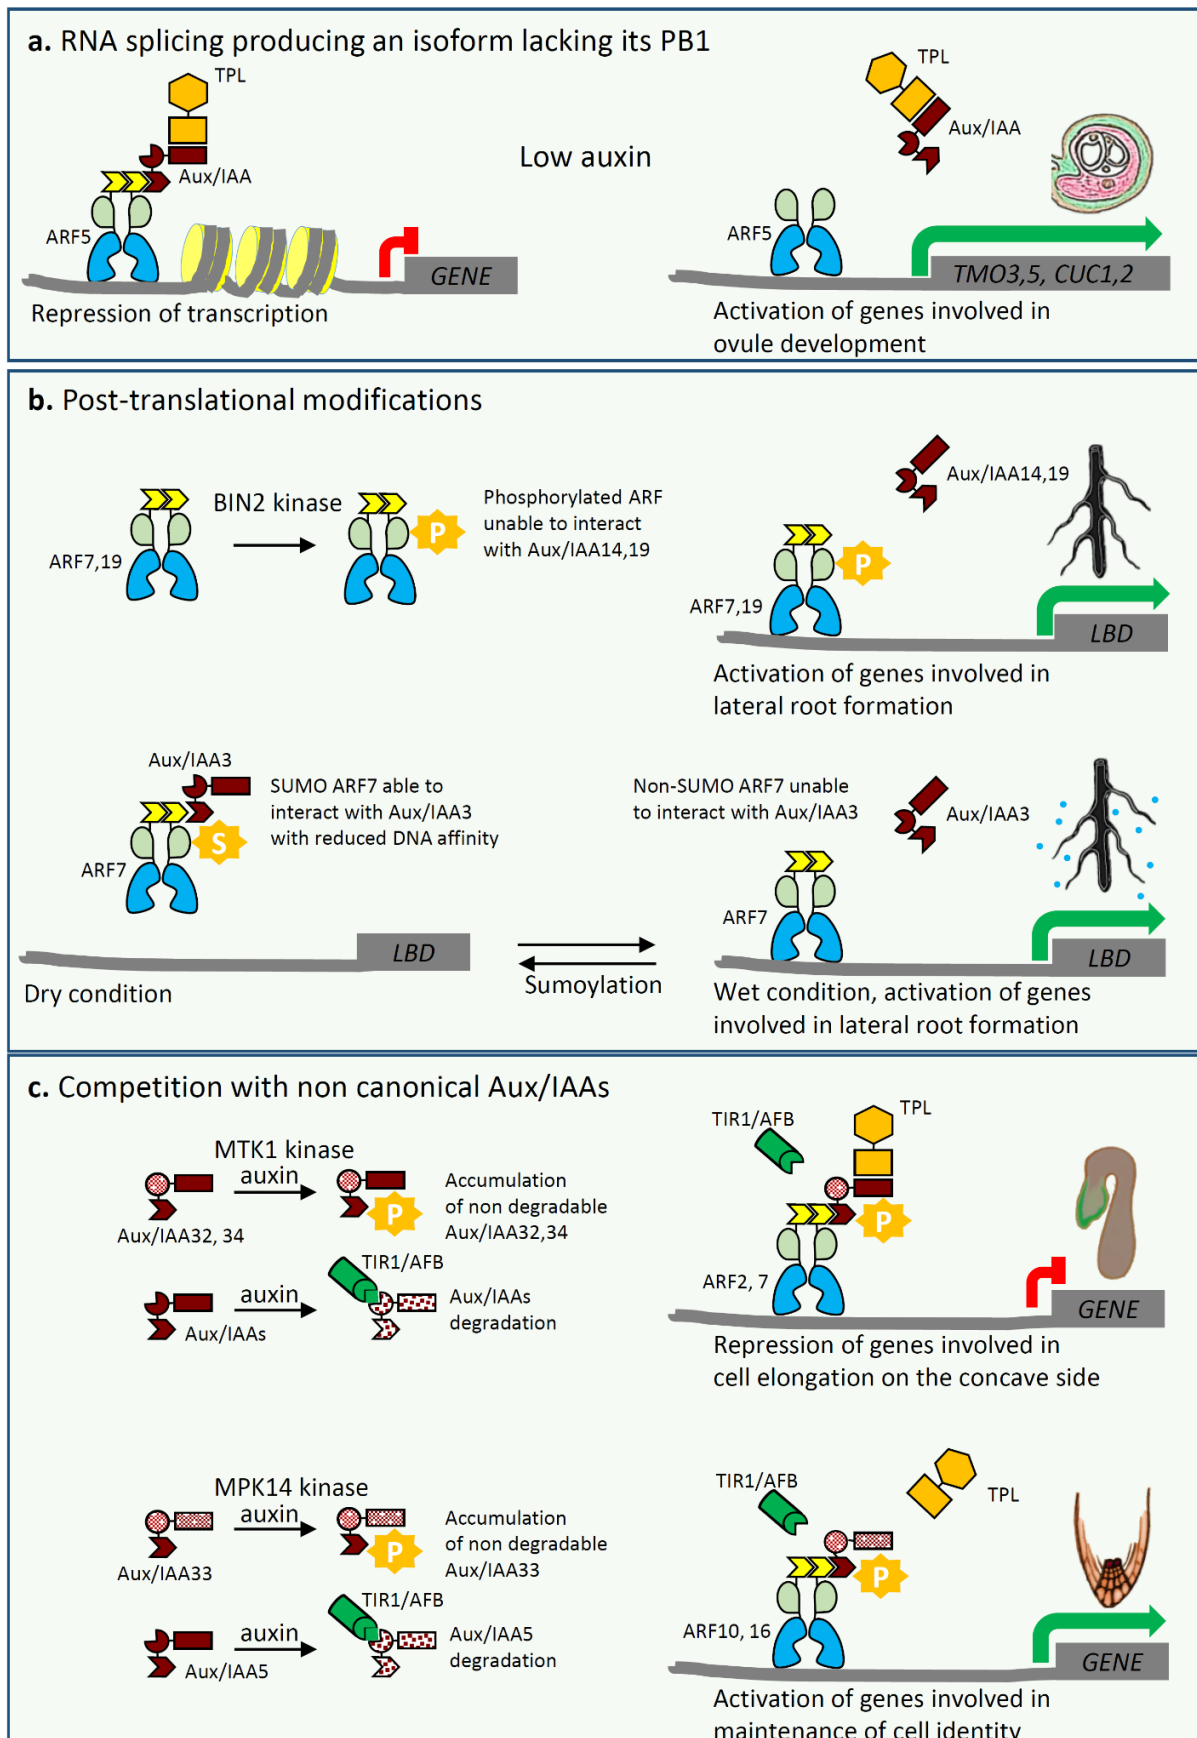 a. RNA splicing producing an isoform lacking its PB1
TPL
Aux/IAA
ARF5
GENE
Repression of transcription
Low auxin
TPL
Aux/IAA
ARF5
TMO3,5, CUC1,2
Activation of genes involved in
ovule development
b. Post-translational modifications
ARF7,19
BIN2 kinase
P
Phosphorylated ARF
unable to interact
with Aux/IAA14,19
Aux/IAA14,19
P
ARF7,19
LBD
Activation of genes involved in
lateral root formation
Aux/IAA3
SUMO ARF7 able to
interact with Aux/IAA3
with reduced DNA affinity
S
ARF7
LBD
Dry condition
Sumoylation
Non-SUMO ARF7 unable
to interact with Aux/IAA3
Aux/IAA3
ARF7
LBD
Wet condition, activation of genes
involved in lateral root formation
c. Competition with non canonical Aux/IAAs
MTK1 kinase
auxin
P
Aux/IAA32, 34
Accumulation
of non degradable
Aux/IAA32,34
TIR1/AFB
auxin
Aux/IAAs
Aux/IAAs
degradation
TIR1/AFB
TPL
P
ARF2, 7
GENE
Repression of genes involved in
cell elongation on the concave side
MPK14 kinase
auxin
P
Aux/IAA33
Accumulation
of non degradable
Aux/IAA33
TIR1/AFB
auxin
Aux/IAA5
Aux/IAA5
degradation
TIR1/AFB
TPL
P
ARF10, 16
GENE
Activation of genes involved in
maintenance of cell identity